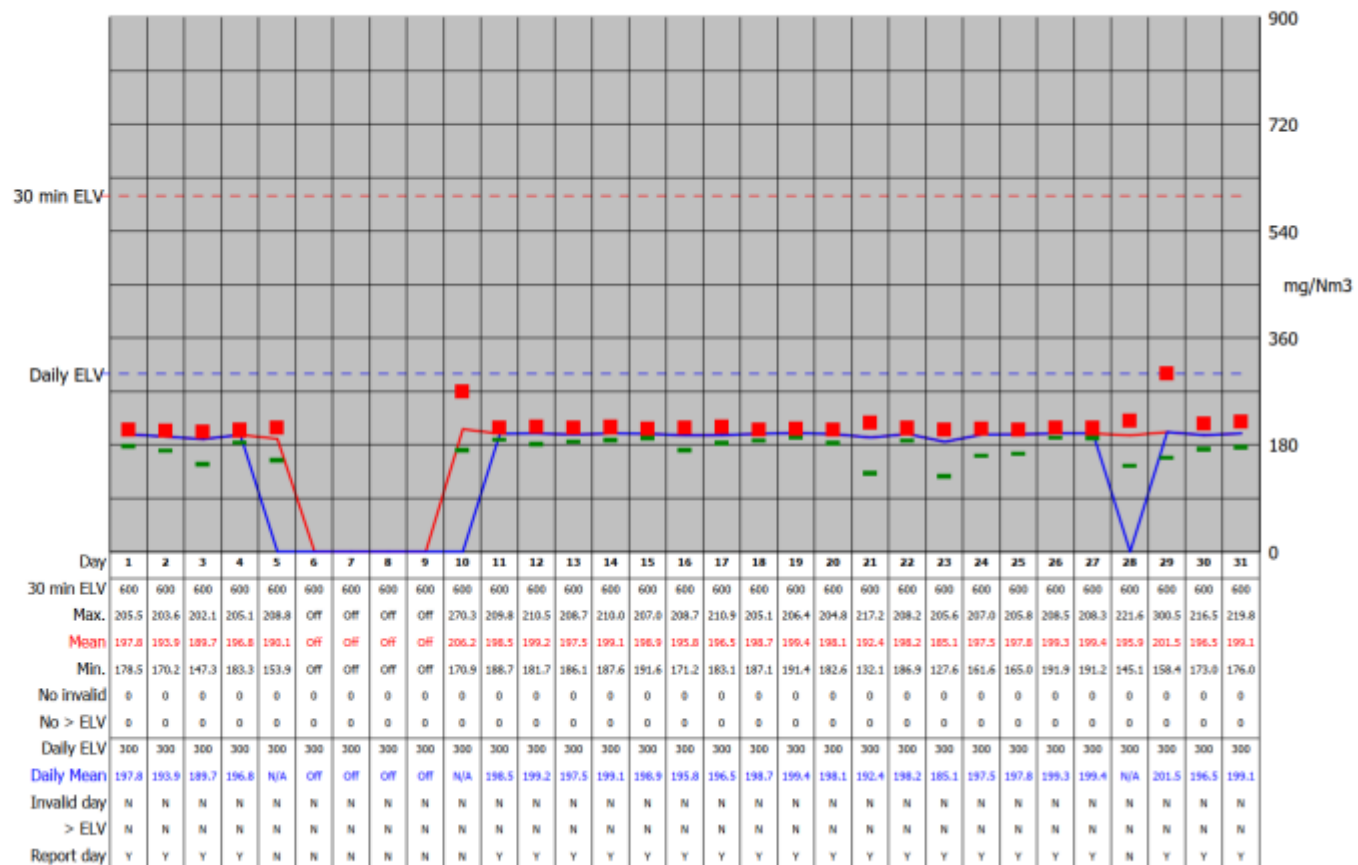 900
720
30 min ELV
540
mg/Nm3
360
Daily ELV
180
0
Day 1 2 3 4 5 6 7 8 9 10 11 12 13 14 15 16 17 18 19 20 21 22 23 24 25 26 27 28 29 30 31
30 min ELV 600 600 600 600 600 600 600 600 600 600 600 600 600 600 600 600 600 600 600 600 600 600 600 600 600 600 600 600 600 600 600
Max. 205.5 203.6 202.1 205.1 208.8 Off Off Off Off 270.3 209.8 210.5 208.7 210.0 207.0 208.7 210.9 205.1 206.4 204.8 217.2 208.2 205.6 207.0 205.8 208.5 208.3 221.6 300.5 216.5 219.8
Mean 197.8 193.9 189.7 196.8 190.1 Off Off Off Off 206.2 198.5 199.2 197.5 199.1 198.9 195.8 196.5 198.7 199.4 198.1 192.4 198.2 185.1 197.5 197.8 199.3 199.4 195.9 201.5 196.5 199.1
Min. 178.5 170.2 147.3 183.3 153.9 Off Off Off Off 170.9 188.7 181.7 186.1 187.6 191.6 171.2 183.1 187.1 191.4 182.6 132.1 186.9 127.6 161.6 165.0 191.9 191.2 145.1 158.4 173.0 176.0
No invalid 0 0 0 0 0 0 0 0 0 0 0 0 0 0 0 0 0 0 0 0 0 0 0 0 0 0 0 0 0 0 0
No > ELV 0 0 0 0 0 0 0 0 0 0 0 0 0 0 0 0 0 0 0 0 0 0 0 0 0 0 0 0 0 0 0
Daily ELV 300 300 300 300 300 300 300 300 300 300 300 300 300 300 300 300 300 300 300 300 300 300 300 300 300 300 300 300 300 300 300
Daily Mean 197.8 193.9 189.7 196.8 N/A Off Off Off Off N/A 198.5 199.2 197.5 199.1 198.9 195.8 196.5 198.7 199.4 198.1 192.4 198.2 185.1 197.5 197.8 199.3 199.4 N/A 201.5 196.5 199.1
Invalid day N N N N N N N N N N N N N N N N N N N N N N N N N N N N N N N
> ELV N N N N N N N N N N N N N N N N N N N N N N N N N N N N N N N
Report day Y Y Y Y N N N N N N Y Y Y Y Y Y Y Y Y Y Y Y Y Y Y Y Y N Y Y Y